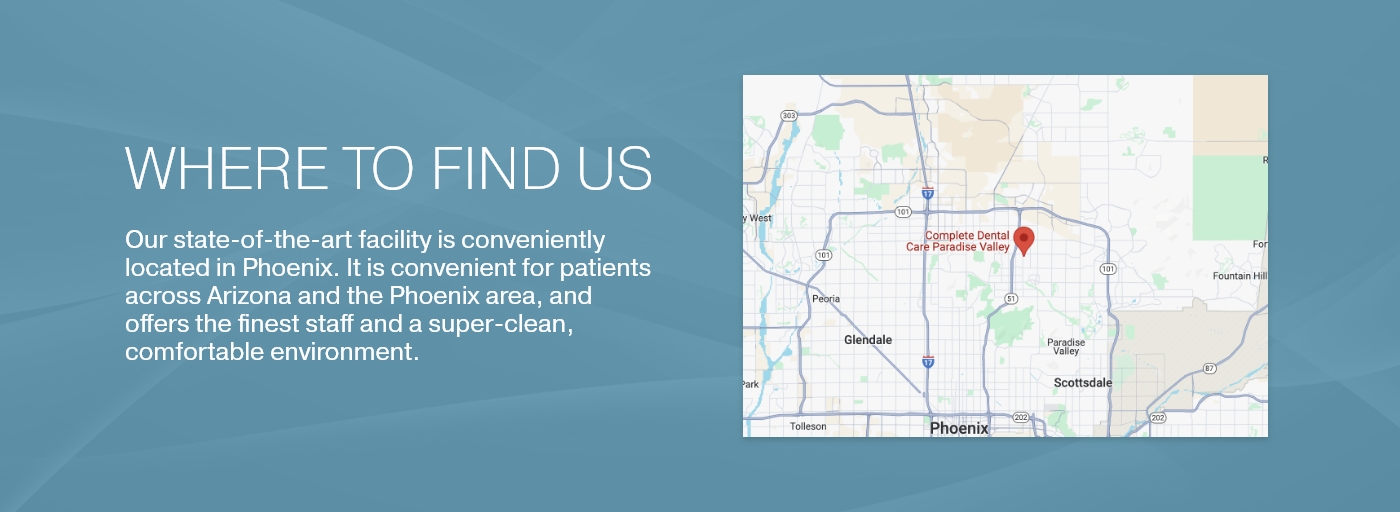 WHERE TO FIND US
Our state-of-the-art facility is conveniently
located in Phoenix. It is convenient for patients
across Arizona and the Phoenix area, and
offers the finest staff and a super-clean,
comfortable environment.
303
17
101
y West
Complete Dental
Care Paradise Valley
R
For
101
101
Fountain Hill
Peoria
51
Glendale
Paradise
Valley
17
87
Park
Scottsdale
202
202
Tolleson
Phoenix